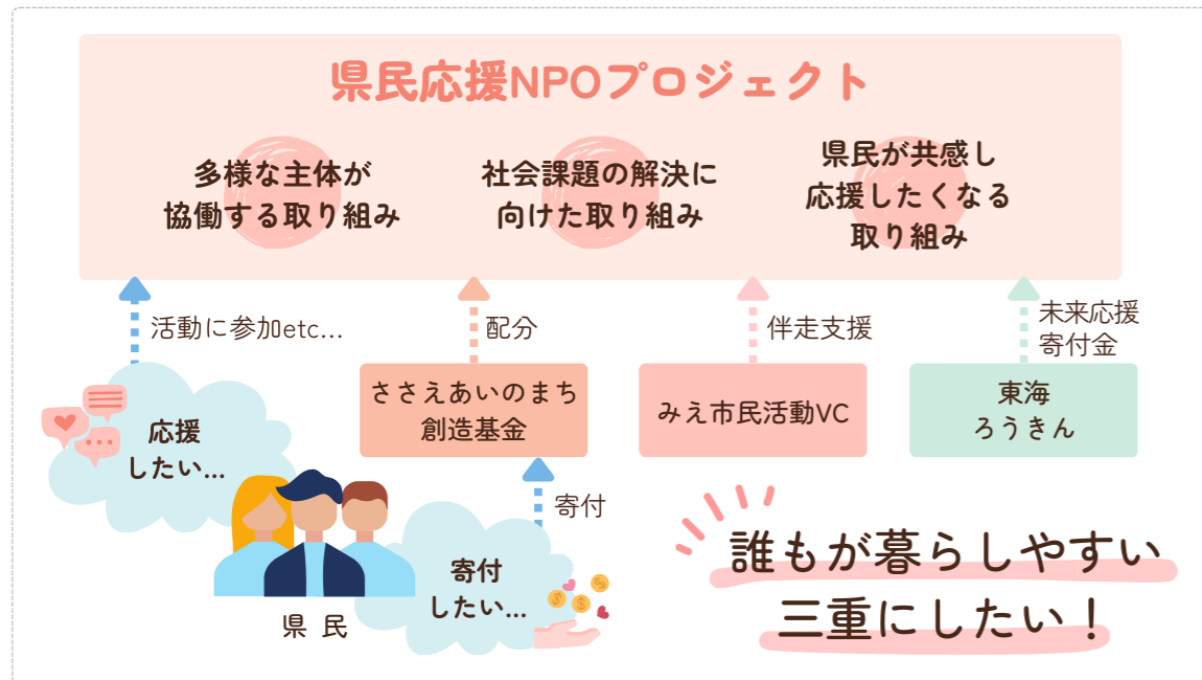 県民応援NPOプロジェクト
多様な主体が
協働する取り組み
社会課題の解決に
向けた取り組み
県民が共感し
応援したくなる
取り組み
活動に参加etc...
配分
伴走支援
未来応援
寄付金
応援
したい...
ささえあいのまち
創造基金
みえ市民活動VC
東海
ろうきん
寄付
寄付
したい...
県 民
誰もが暮らしやすい
三重にしたい！